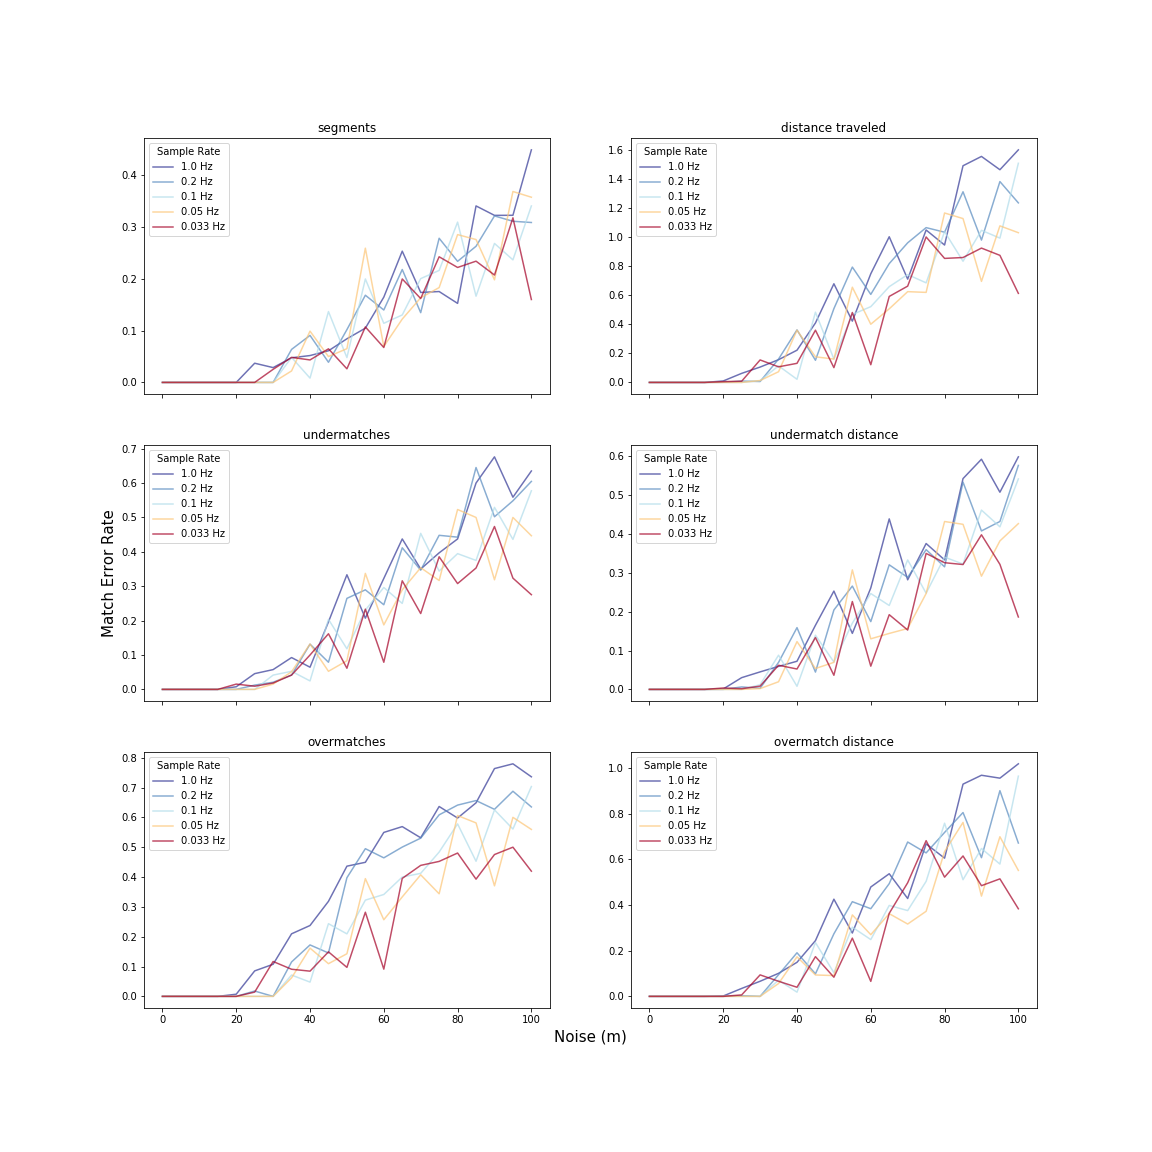 segments
Sample Rate
1.0 Hz
0.2 Hz
0.1 Hz
0.05 Hz
0.033 Hz
0.4
0.3
0.2
0.1
0.0
distance traveled
Sample Rate
1.0 Hz
0.2 Hz
0.1 Hz
0.05 Hz
0.033 Hz
1.6
1.4
1.2
1.0
0.8
0.6
0.4
0.2
0.0
Match Error Rate
undermatches
Sample Rate
1.0 Hz
0.2 Hz
0.1 Hz
0.05 Hz
0.033 Hz
0.7
0.6
0.5
0.4
0.3
0.2
0.1
0.0
undermatch distance
Sample Rate
1.0 Hz
0.2 Hz
0.1 Hz
0.05 Hz
0.033 Hz
0.6
0.5
0.4
0.3
0.2
0.1
0.0
overmatches
Sample Rate
1.0 Hz
0.2 Hz
0.1 Hz
0.05 Hz
0.033 Hz
0.8
0.7
0.6
0.5
0.4
0.3
0.2
0.1
0.0
0 20 40 60 80 100
overmatch distance
Sample Rate
1.0 Hz
0.2 Hz
0.1 Hz
0.05 Hz
0.033 Hz
1.0
0.8
0.6
0.4
0.2
0.0
0 20 40 60 80 100
Noise (m)